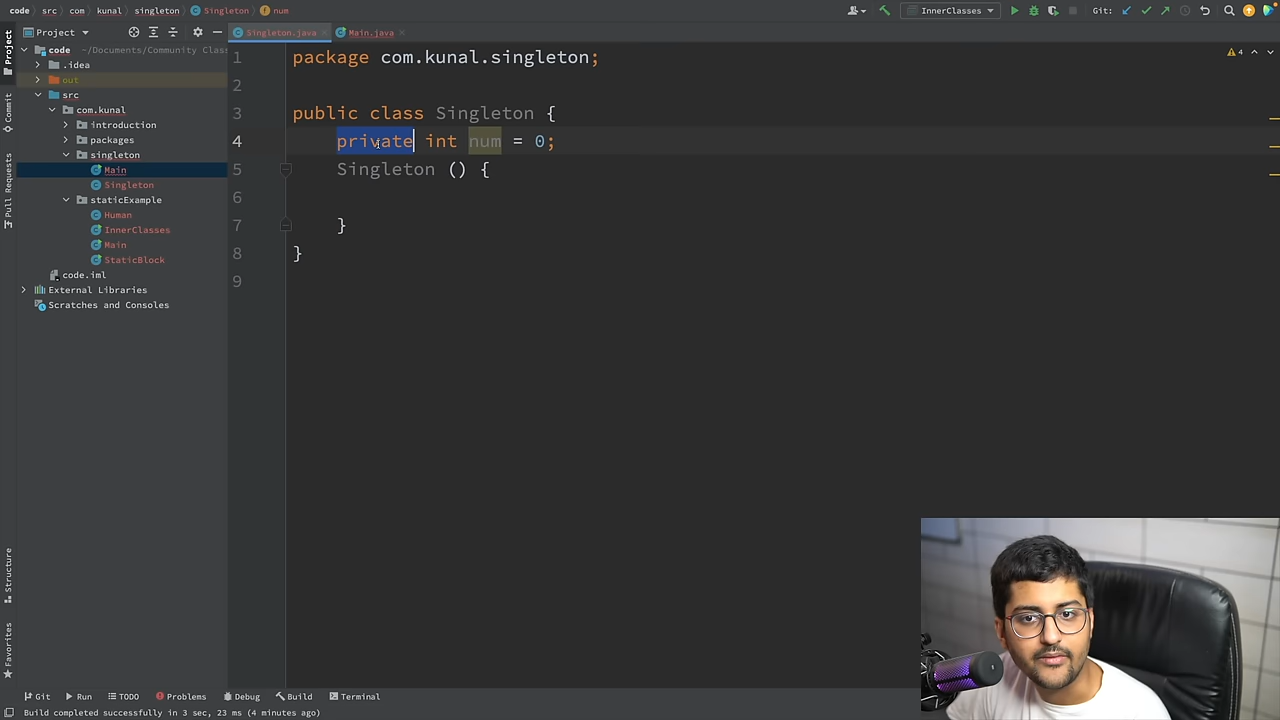 code src com kunal singleton Singleton num
InnerClasses
Git:
Project
Singleton.java
Main.java
Project
Commit
Pull Requests
Structure
Favorites
code ~/Documents/Community Clas
.idea
out
src
com.kunal
introduction
packages
singleton
Main
Singleton
staticExample
Human
InnerClasses
Main
StaticBlock
code.iml
External Libraries
Scratches and Consoles
4
1 package com.kunal.singleton;
2
3 public class Singleton {
4 private int num = 0;
5 Singleton () {
6
7 }
8 }
9
Git Run TODO Problems Debug Build Terminal
Build completed successfully in 3 sec, 23 ms (4 minutes ago)